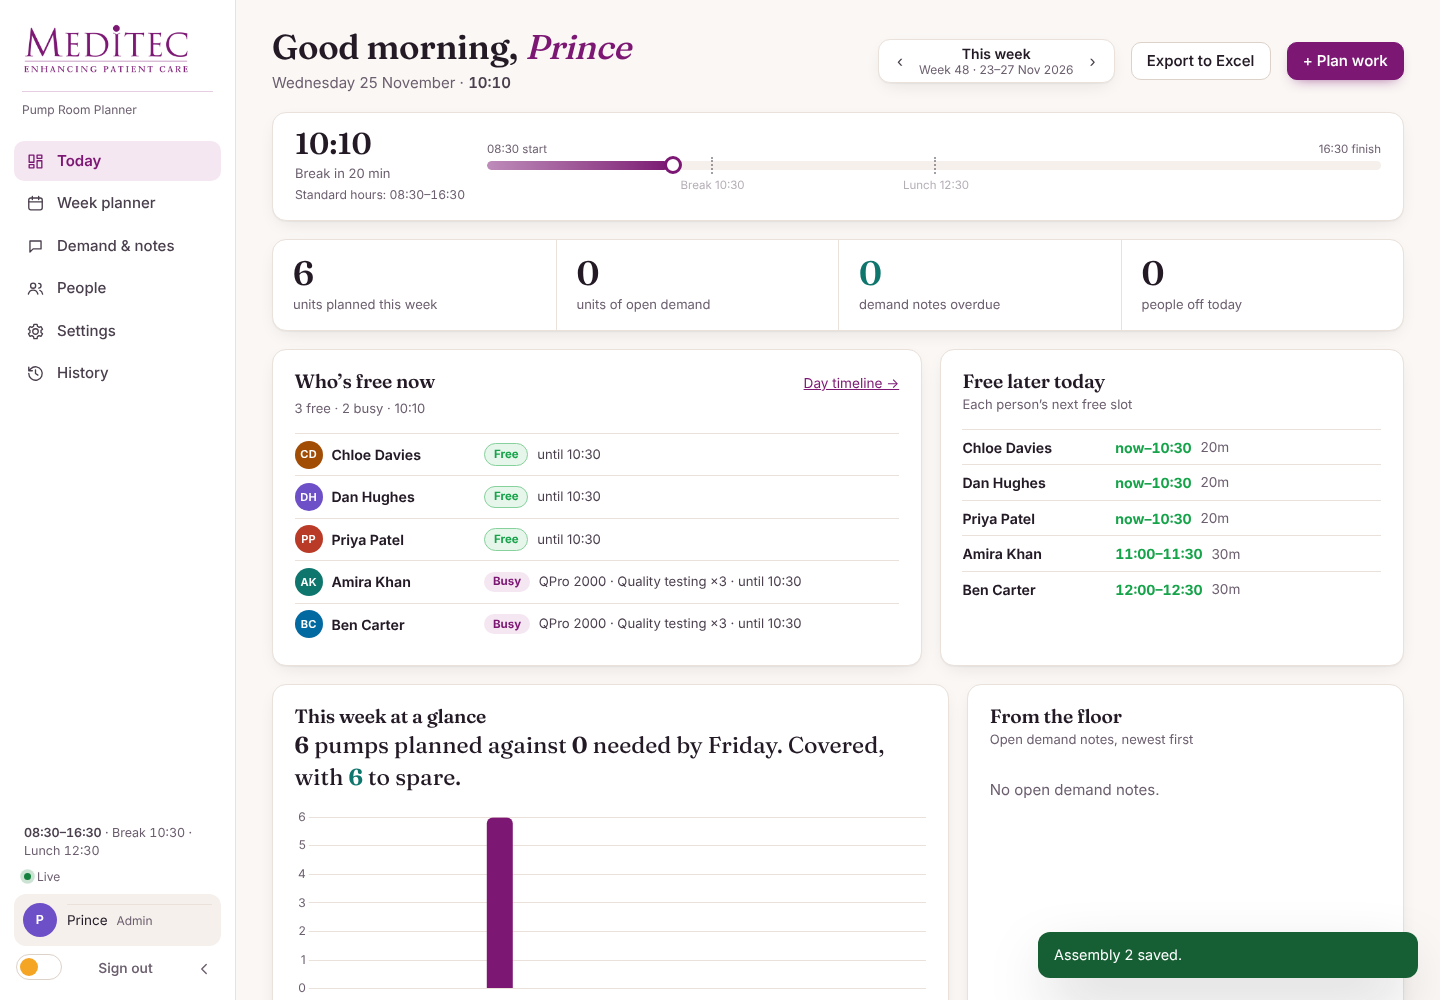 MEDiTEC
ENHANCING PATIENT CARE
Pump Room Planner
Today
Week planner
Demand & notes
People
Settings
History
08:30–16:30 · Break 10:30 ·
Lunch 12:30
Live
P
Prince Admin
Sign out
Good morning, Prince
Wednesday 25 November · 10:10
‹
This week
Week 48 · 23–27 Nov 2026
›
Export to Excel
+ Plan work
10:10
Break in 20 min
Standard hours: 08:30–16:30
08:30 start
16:30 finish
Break 10:30
Lunch 12:30
6
units planned this week
0
units of open demand
0
demand notes overdue
0
people off today
Who’s free now
Day timeline →
3 free · 2 busy · 10:10
CD Chloe Davies Free until 10:30
DH Dan Hughes Free until 10:30
PP Priya Patel Free until 10:30
AK Amira Khan Busy QPro 2000 · Quality testing ×3 · until 10:30
BC Ben Carter Busy QPro 2000 · Quality testing ×3 · until 10:30
Free later today
Each person’s next free slot
Chloe Davies now–10:30 20m
Dan Hughes now–10:30 20m
Priya Patel now–10:30 20m
Amira Khan 11:00–11:30 30m
Ben Carter 12:00–12:30 30m
This week at a glance
6 pumps planned against 0 needed by Friday. Covered,
with 6 to spare.
6
5
4
3
2
1
0
From the floor
Open demand notes, newest first
No open demand notes.
Assembly 2 saved.